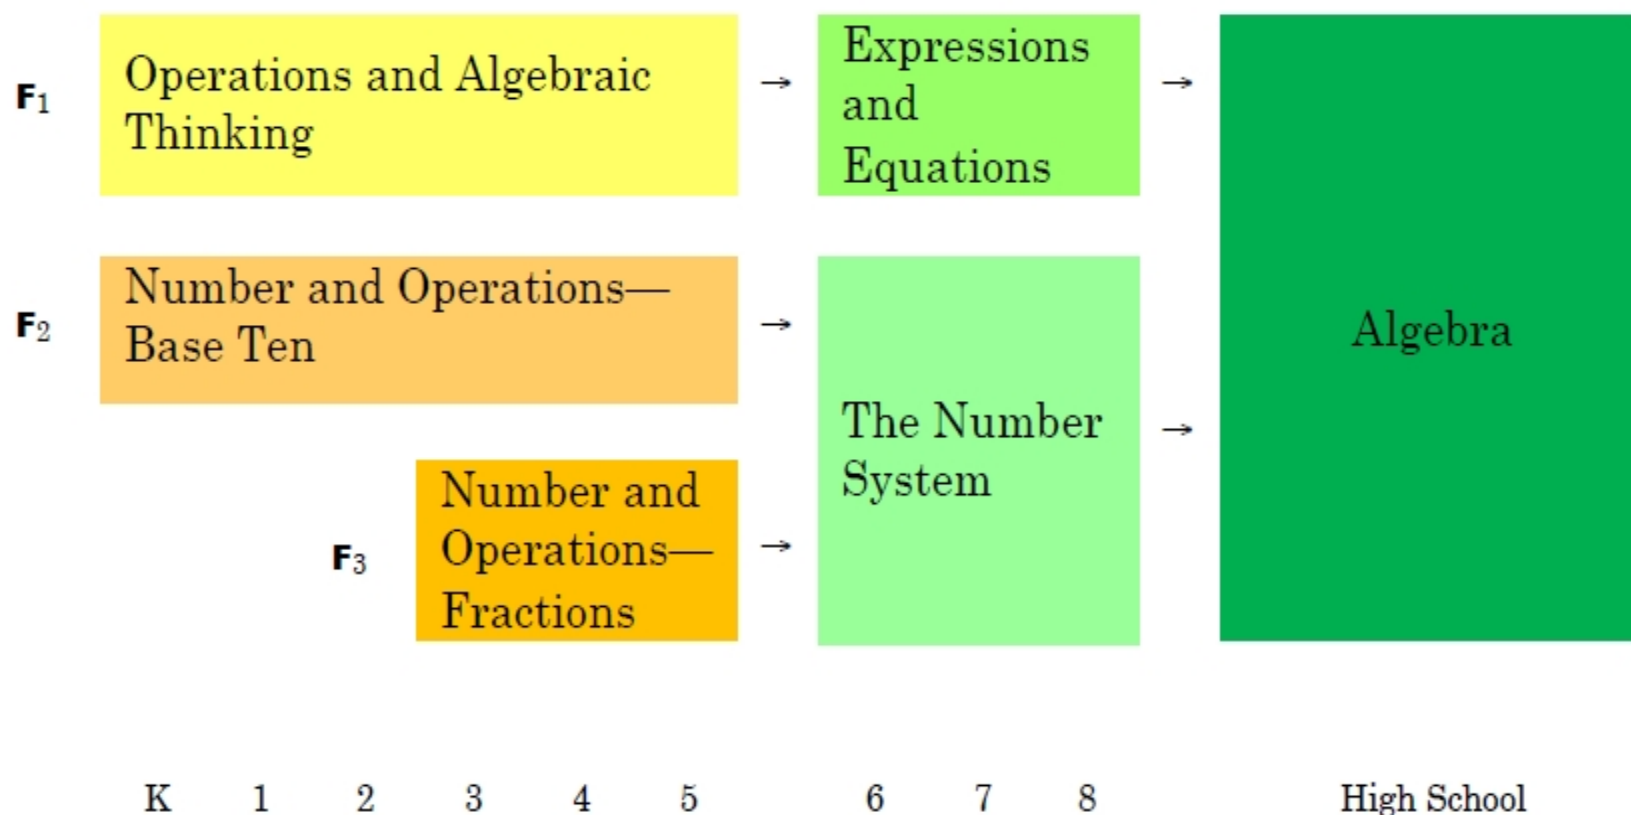 F₁
Operations and Algebraic
Thinking
→
Expressions
and
Equations
→
F₂
Number and Operations—
Base Ten
→
The Number
System
→
Algebra
F₃
Number and
Operations—
Fractions
→
K 1 2 3 4 5 6 7 8 High School